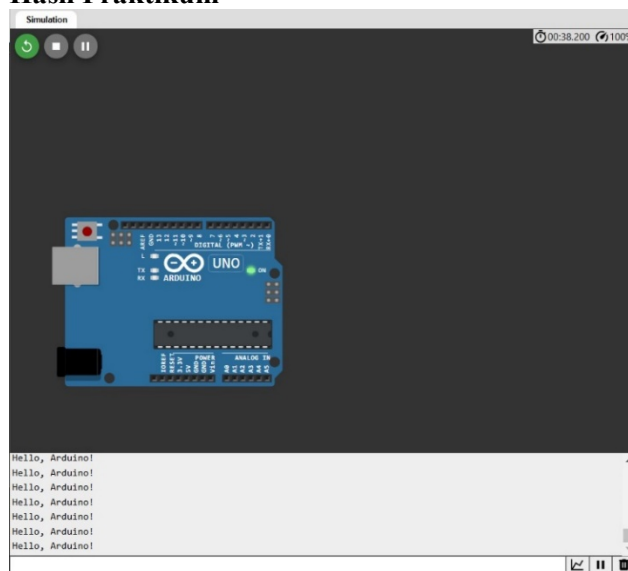 Hasil Praktikum
Simulation
00:38.200 100%
AREF
GND
13
12
~11
~10
~9
8
7
~6
~5
4
~3
2
TX→1
RX←0
DIGITAL (PWM ~)
L
TX
RX
ARDUINO
UNO
ON
IOREF
RESET
3.3V
5V
GND
GND
Vin
POWER
ANALOG IN
A0
A1
A2
A3
A4
A5
Hello, Arduino!
Hello, Arduino!
Hello, Arduino!
Hello, Arduino!
Hello, Arduino!
Hello, Arduino!
Hello, Arduino!